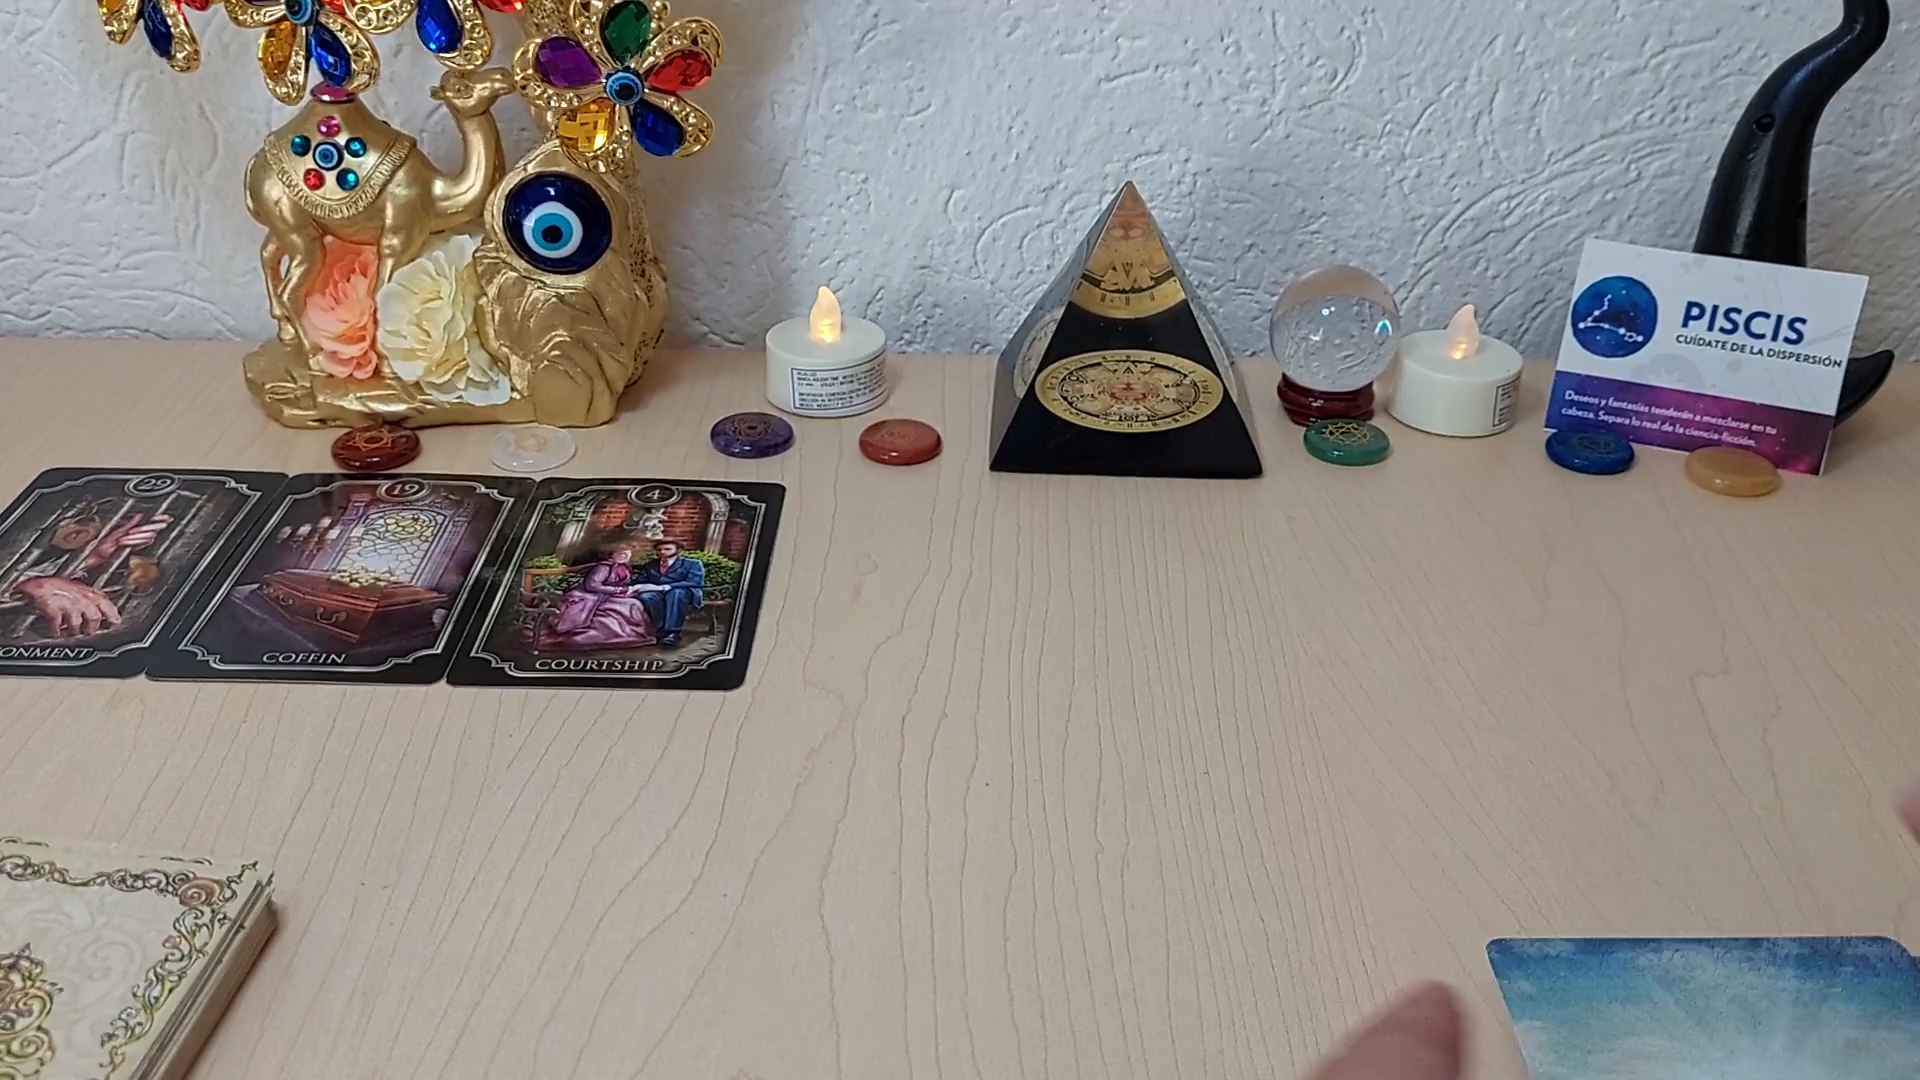 PISCIS
CUÍDATE DE LA DISPERSIÓN
Deseos y fantasías tenderán a mezclarse en tu
cabeza. Separa lo real de la ciencia-ficción.
29
ONMENT
19
COFFIN
4
COURTSHIP